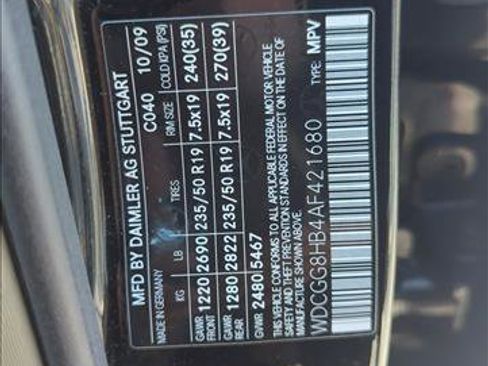 MFD BY DAIMLER AG STUTTGART
C040 10/09
KG LB TIRES RIM SIZE COLD KPA (PSI)
GAWR FRONT 1220 2690 235/50 R19 7.5x19 240(35)
GAWR REAR 1280 2822 235/50 R19 7.5x19 270(39)
GVWR 2480 5467
THIS VEHICLE CONFORMS TO ALL APPLICABLE FEDERAL MOTOR VEHICLE
SAFETY AND THEFT PREVENTION STANDARDS IN EFFECT ON THE DATE OF
MANUFACTURE SHOWN ABOVE.
WDCGG8HB4AF421680 TYPE: MPV